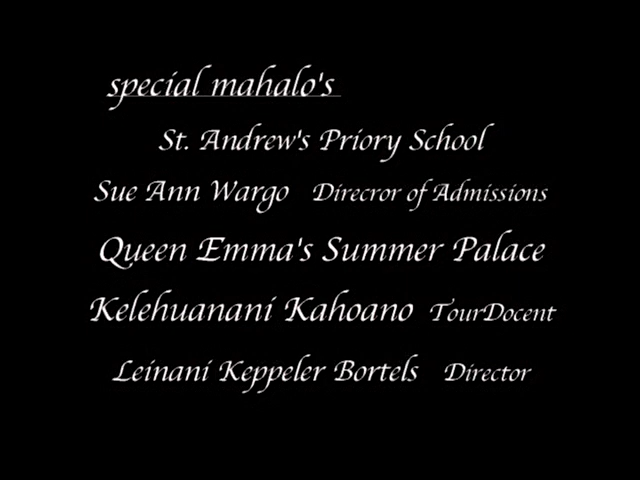 special mahalo's
St. Andrew's Priory School
Sue Ann Wargo Direcror of Admissions
Queen Emma's Summer Palace
Kelehuanani Kahoano TourDocent
Leinani Keppeler Bortels Director